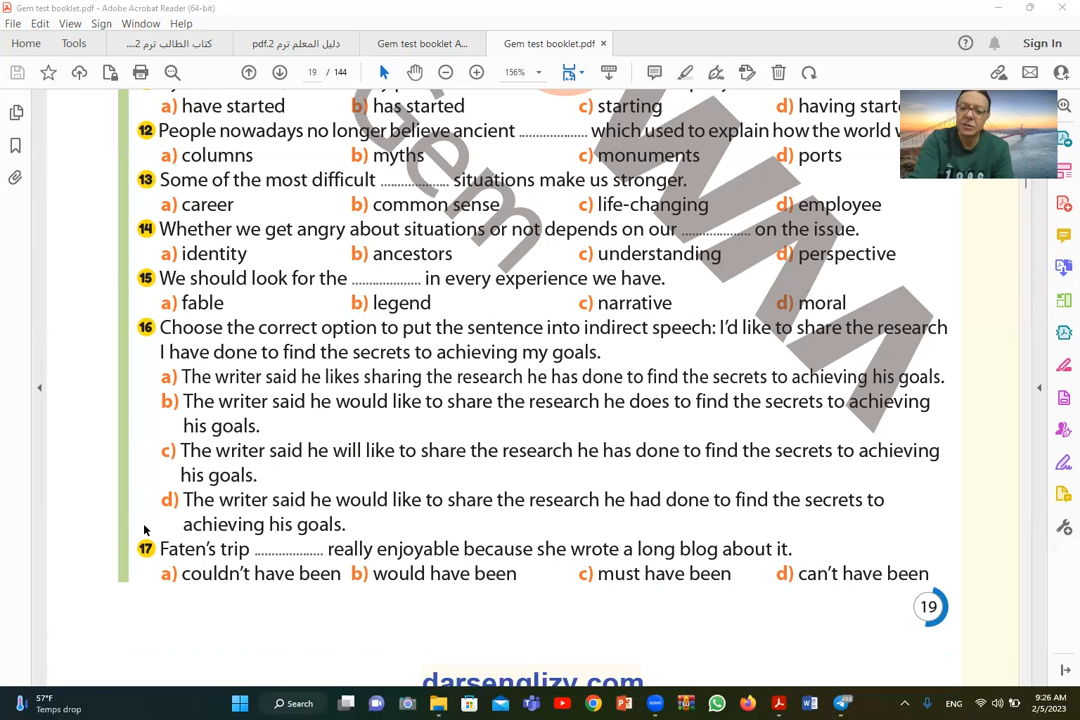 Gem test booklet.pdf - Adobe Acrobat Reader (64-bit)
File Edit View Sign Window Help
Home Tools كتاب الطالب ترم 2.... دليل المعلم ترم 2.pdf Gem test booklet A... Gem test booklet.pdf × Sign In
19 / 144 156%
a) have started b) has started c) starting d) having started
12 People nowadays no longer believe ancient .................. which used to explain how the world
a) columns b) myths c) monuments d) ports
13 Some of the most difficult .................. situations make us stronger.
a) career b) common sense c) life-changing d) employee
14 Whether we get angry about situations or not depends on our .................. on the issue.
a) identity b) ancestors c) understanding d) perspective
15 We should look for the .................. in every experience we have.
a) fable b) legend c) narrative d) moral
16 Choose the correct option to put the sentence into indirect speech: I'd like to share the research
I have done to find the secrets to achieving my goals.
a) The writer said he likes sharing the research he has done to find the secrets to achieving his goals.
b) The writer said he would like to share the research he does to find the secrets to achieving
his goals.
c) The writer said he will like to share the research he has done to find the secrets to achieving
his goals.
d) The writer said he would like to share the research he had done to find the secrets to
achieving his goals.
17 Faten's trip .................. really enjoyable because she wrote a long blog about it.
a) couldn't have been b) would have been c) must have been d) can't have been
19
darsenglizy.com
Gem
57°F
Temps drop
Search
ENG
9:26 AM
2/5/2023